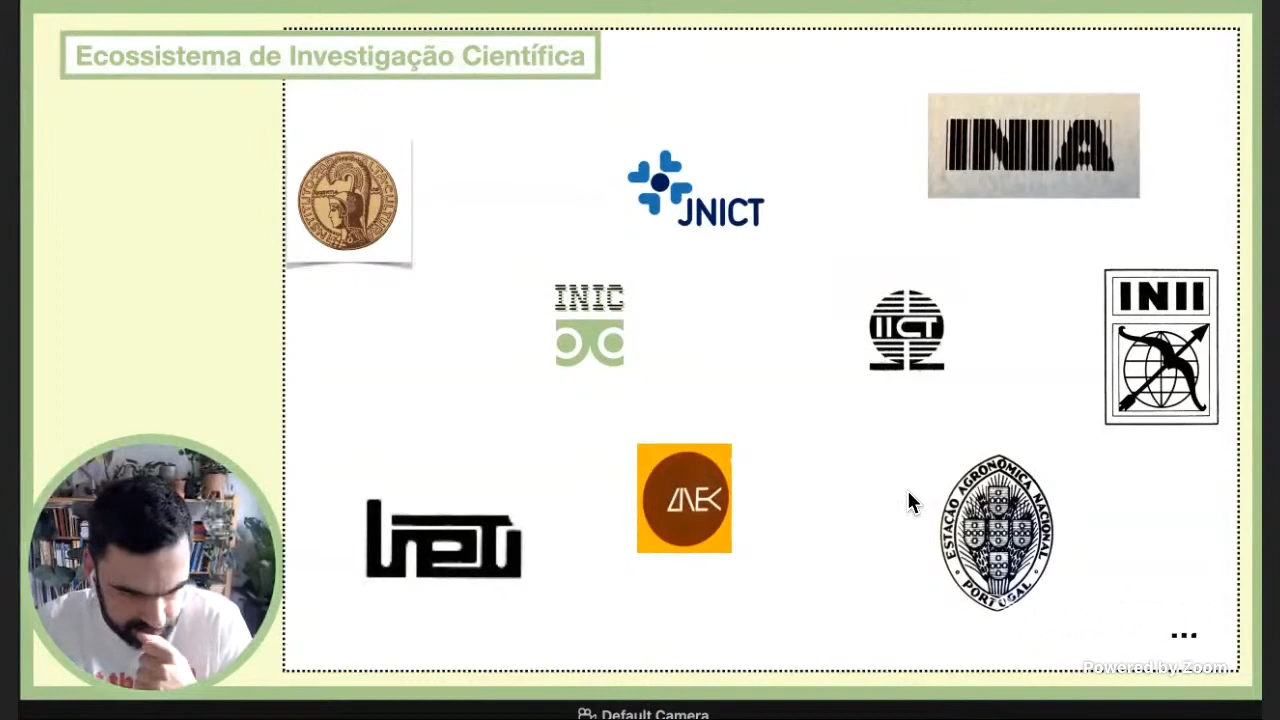 Ecossistema de Investigação Científica
INIA
JNICT
INIC
IICT
INII
LNETI
LNEC
ESTAÇÃO AGRONÓMICA NACIONAL
• PORTUGAL •
...
Powered by Zoom
Default Camera